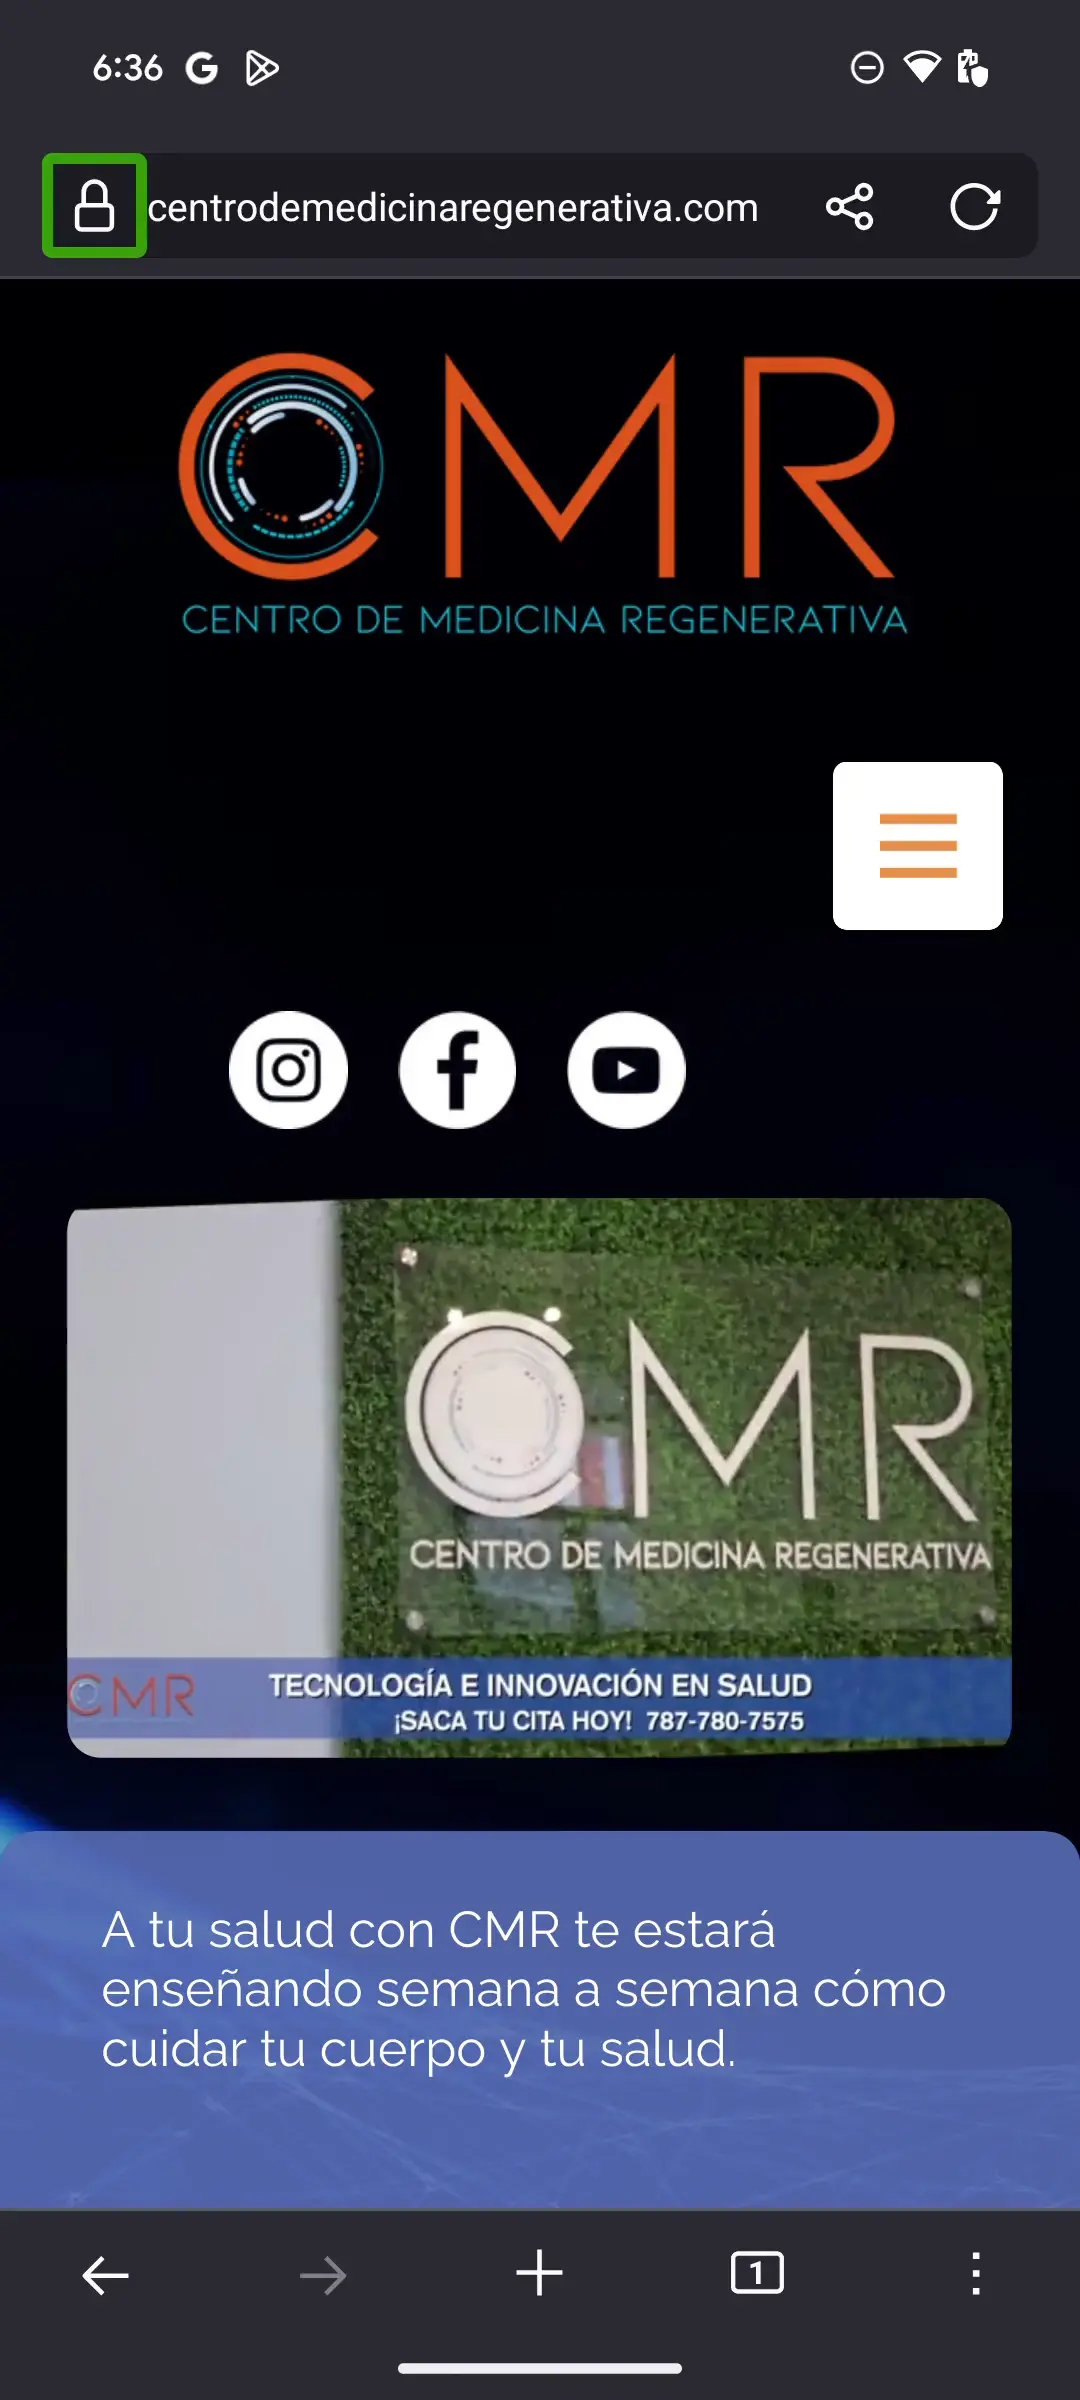 6:36
centrodemedicinaregenerativa.com
CMR
CENTRO DE MEDICINA REGENERATIVA
CMR
CENTRO DE MEDICINA REGENERATIVA
CMR
TECNOLOGÍA E INNOVACIÓN EN SALUD
¡SACA TU CITA HOY! 787-780-7575
A tu salud con CMR te estará
enseñando semana a semana cómo
cuidar tu cuerpo y tu salud.
1